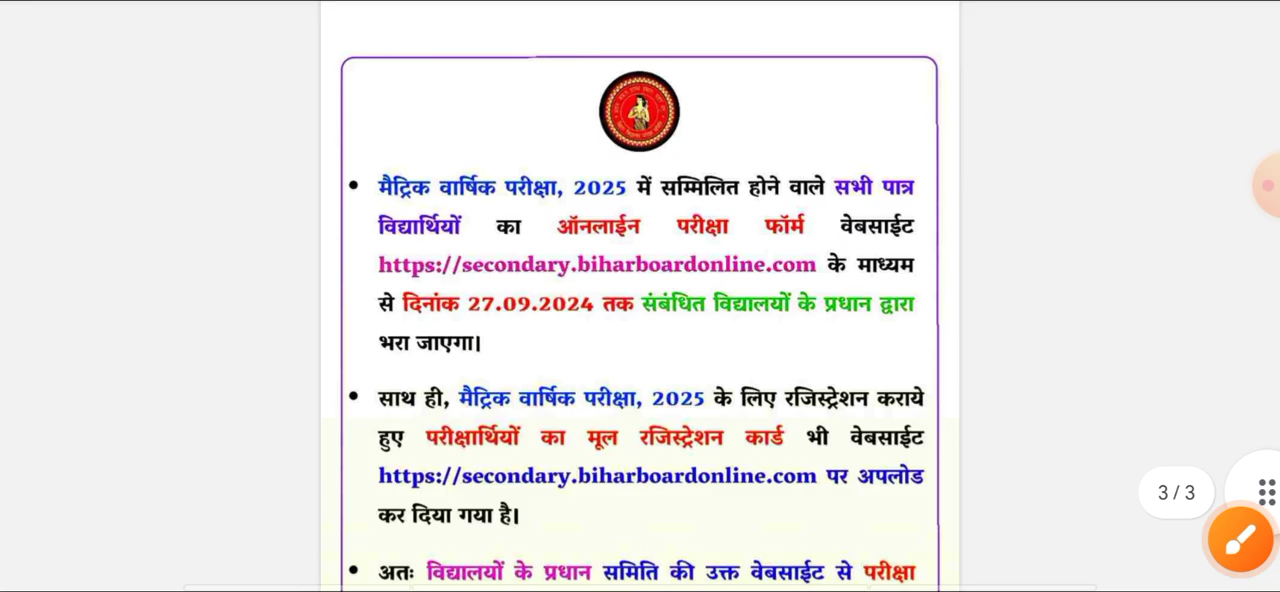 मैट्रिक वार्षिक परीक्षा, 2025 में सम्मिलित होने वाले सभी पात्र
विद्यार्थियों का ऑनलाईन परीक्षा फॉर्म वेबसाईट
https://secondary.biharboardonline.com के माध्यम
से दिनांक 27.09.2024 तक संबंधित विद्यालयों के प्रधान द्वारा
भरा जाएगा।
साथ ही, मैट्रिक वार्षिक परीक्षा, 2025 के लिए रजिस्ट्रेशन कराये
हुए परीक्षार्थियों का मूल रजिस्ट्रेशन कार्ड भी वेबसाईट
https://secondary.biharboardonline.com पर अपलोड
कर दिया गया है।
अतः विद्यालयों के प्रधान समिति की उक्त वेबसाईट से परीक्षा
3 / 3